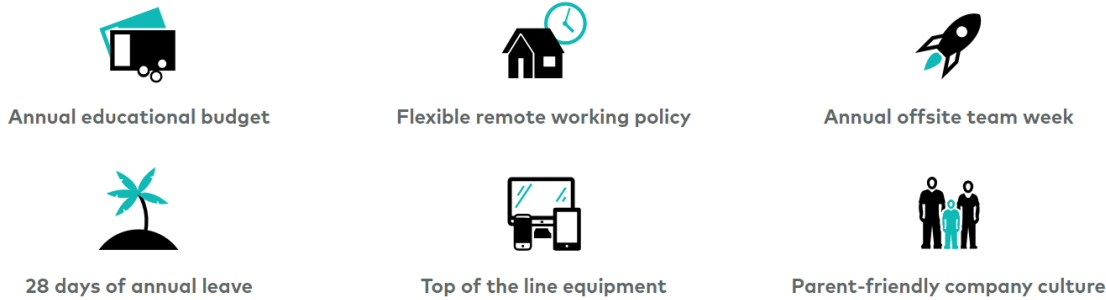 Annual educational budget
Flexible remote working policy
Annual offsite team week
28 days of annual leave
Top of the line equipment
Parent-friendly company culture